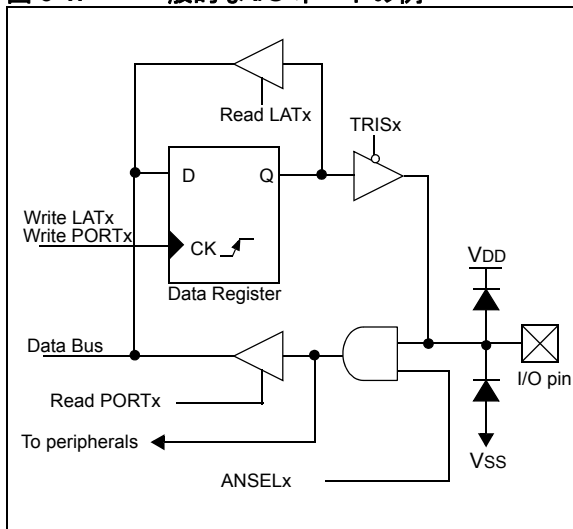 Read LATx
TRISx
D Q
Write LATx
Write PORTx
CK
Data Register
VDD
Data Bus
I/O pin
Read PORTx
To peripherals
VSS
ANSELx